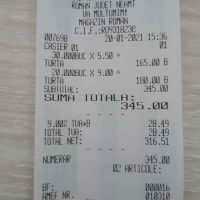 ROMAN JUDET NEAMT
VA MULTUMIM!
MAGAZIN ROMAN
007698 20-01-2021 15:36
CASIER 01 01
30.000BUC X 5.50 =
TURTA 165.00 B
20.000BUC X 9.00 =
TURTA 180.00 B
SUBTOTAL: 345.00
SUMA TOTALA:
345.00
9.00% TVA=B 28.49
TOTAL TVA: 28.49
TOTAL NET: 316.51
NUMERAR 345.00
02 ARTICOLE:
BF: 000016
AMEF NR. 010310